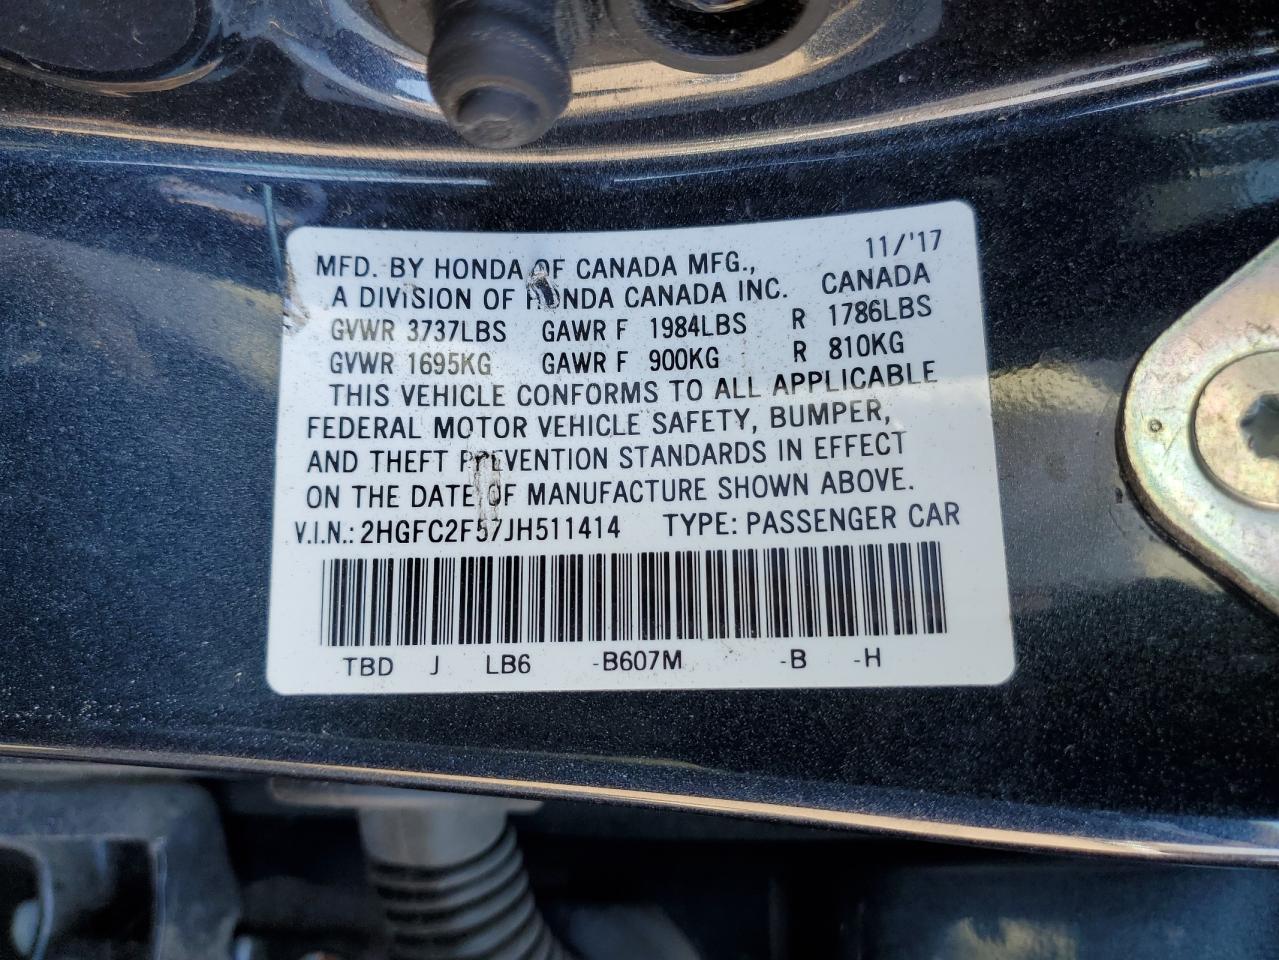 11/'17
MFD. BY HONDA OF CANADA MFG.,
A DIVISION OF HONDA CANADA INC. CANADA
GVWR 3737LBS GAWR F 1984LBS R 1786LBS
GVWR 1695KG GAWR F 900KG R 810KG
THIS VEHICLE CONFORMS TO ALL APPLICABLE
FEDERAL MOTOR VEHICLE SAFETY, BUMPER,
AND THEFT PREVENTION STANDARDS IN EFFECT
ON THE DATE OF MANUFACTURE SHOWN ABOVE.
V.I.N.: 2HGFC2F57JH511414 TYPE: PASSENGER CAR
TBD J LB6 -B607M -B -H